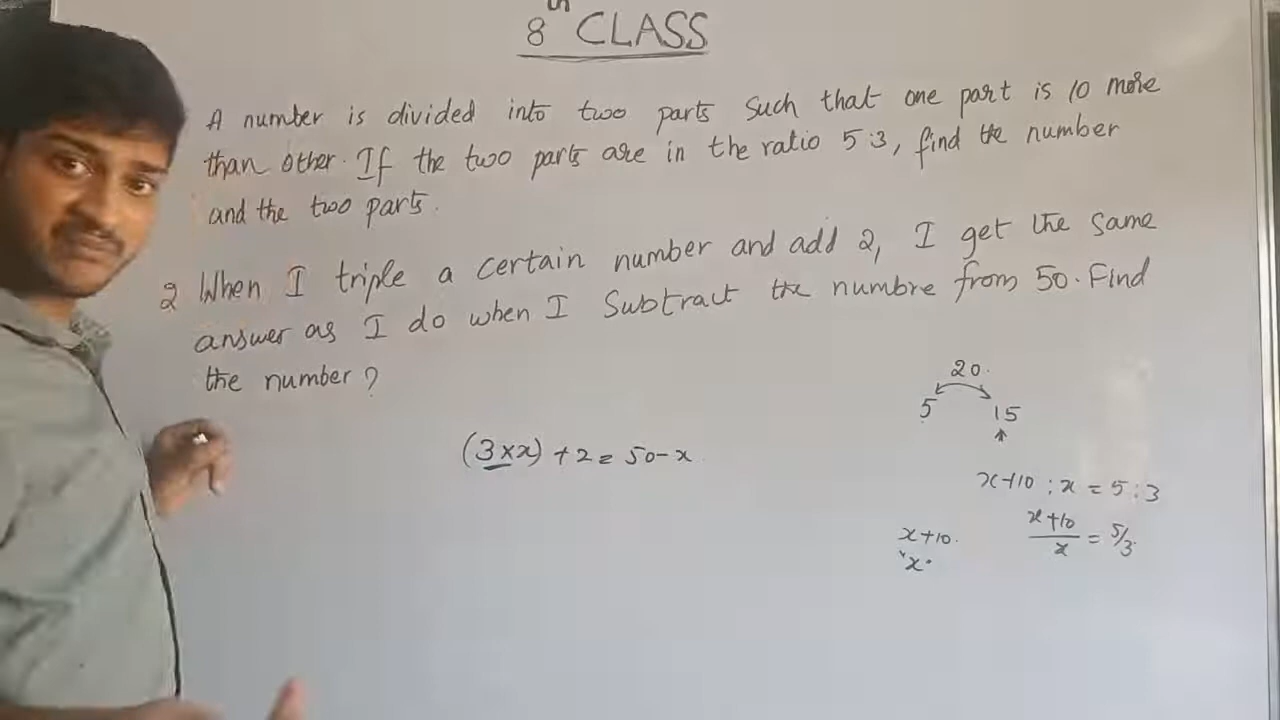 8th CLASS
A number is divided into two parts such that one part is 10 more
than other. If the two parts are in the ratio 5:3, find the number
and the two parts.
2 When I triple a certain number and add 2, I get the same
answer as I do when I subtract the numbre from 50. Find
the number?
20.
5 15
(3×x) +2 = 50-x
x+10 : x = 5:3
x+10/x = 5/3.
x+10.
x.